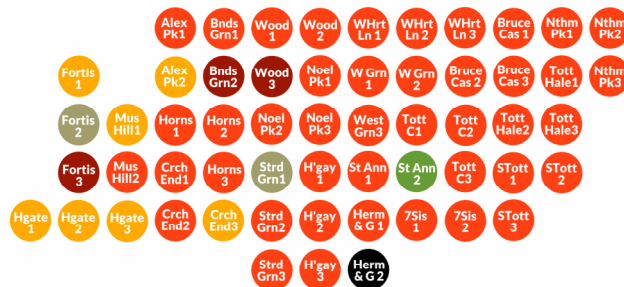 Alex Pk1
Bnds Grn1
Wood 1
Wood 2
WHrt Ln 1
WHrt Ln 2
WHrt Ln 3
Bruce Cas 1
Nthm Pk1
Nthm Pk2
Fortis 1
Alex Pk2
Bnds Grn2
Wood 3
Noel Pk1
W Grn 1
W Grn 2
Bruce Cas 2
Bruce Cas 3
Tott Hale1
Nthm Pk3
Fortis 2
Mus Hill1
Horns 1
Horns 2
Noel Pk2
Noel Pk3
West Grn3
Tott C1
Tott C2
Tott Hale2
Tott Hale3
Fortis 3
Mus Hill2
Crch End1
Horns 3
Strd Grn1
H'gay 1
St Ann 1
St Ann 2
Tott C3
STott 1
STott 2
Hgate 1
Hgate 2
Hgate 3
Crch End2
Crch End3
Strd Grn2
H'gay 2
Herm & G 1
7Sis 1
7Sis 2
STott 3
Strd Grn3
H'gay 3
Herm & G 2